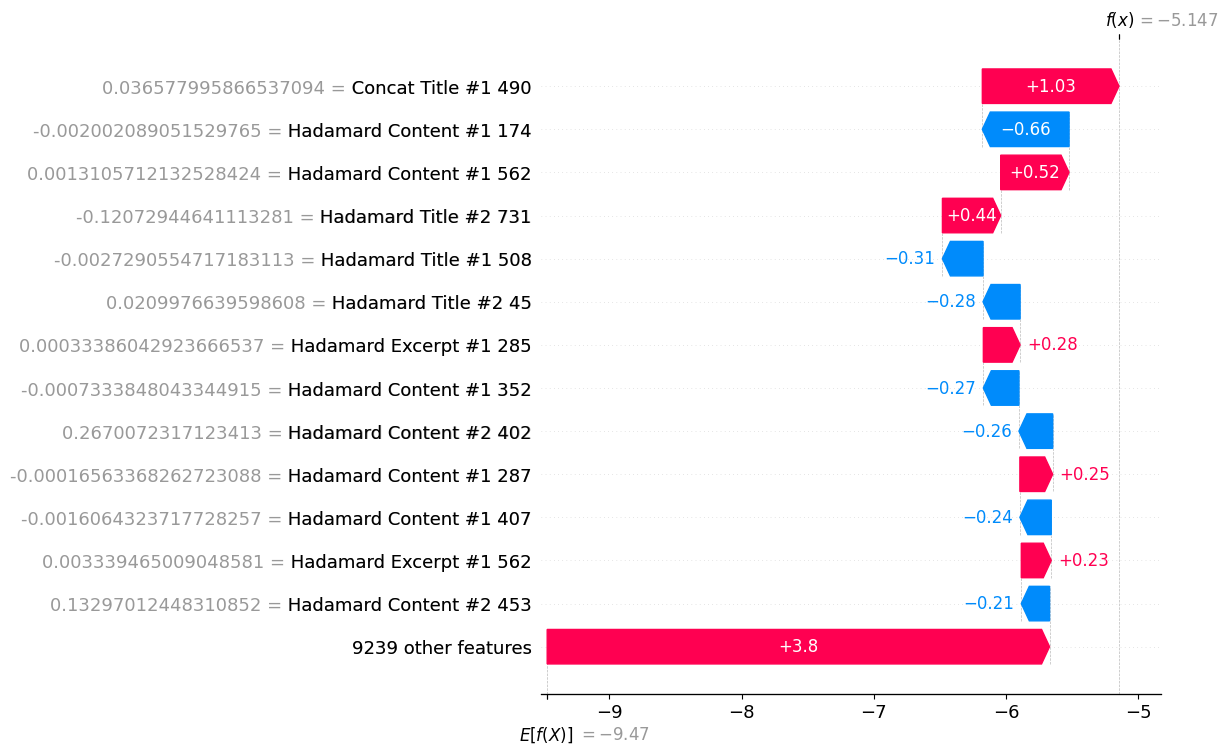 f(x) = −5.147
0.036577995866537094 = Concat Title #1 490 +1.03
-0.002002089051529765 = Hadamard Content #1 174 −0.66
0.0013105712132528424 = Hadamard Content #1 562 +0.52
-0.12072944641113281 = Hadamard Title #2 731 +0.44
-0.0027290554717183113 = Hadamard Title #1 508 −0.31
0.0209976639598608 = Hadamard Title #2 45 −0.28
0.00033386042923666537 = Hadamard Excerpt #1 285 +0.28
-0.0007333848043344915 = Hadamard Content #1 352 −0.27
0.2670072317123413 = Hadamard Content #2 402 −0.26
-0.000165633682627230​88 = Hadamard Content #1 287 +0.25
-0.0016064323717728257 = Hadamard Content #1 407 −0.24
0.003339465009048581 = Hadamard Excerpt #1 562 +0.23
0.13297012448310852 = Hadamard Content #2 453 −0.21
9239 other features +3.8
−9 −8 −7 −6 −5
E[f(X)] = −9.47